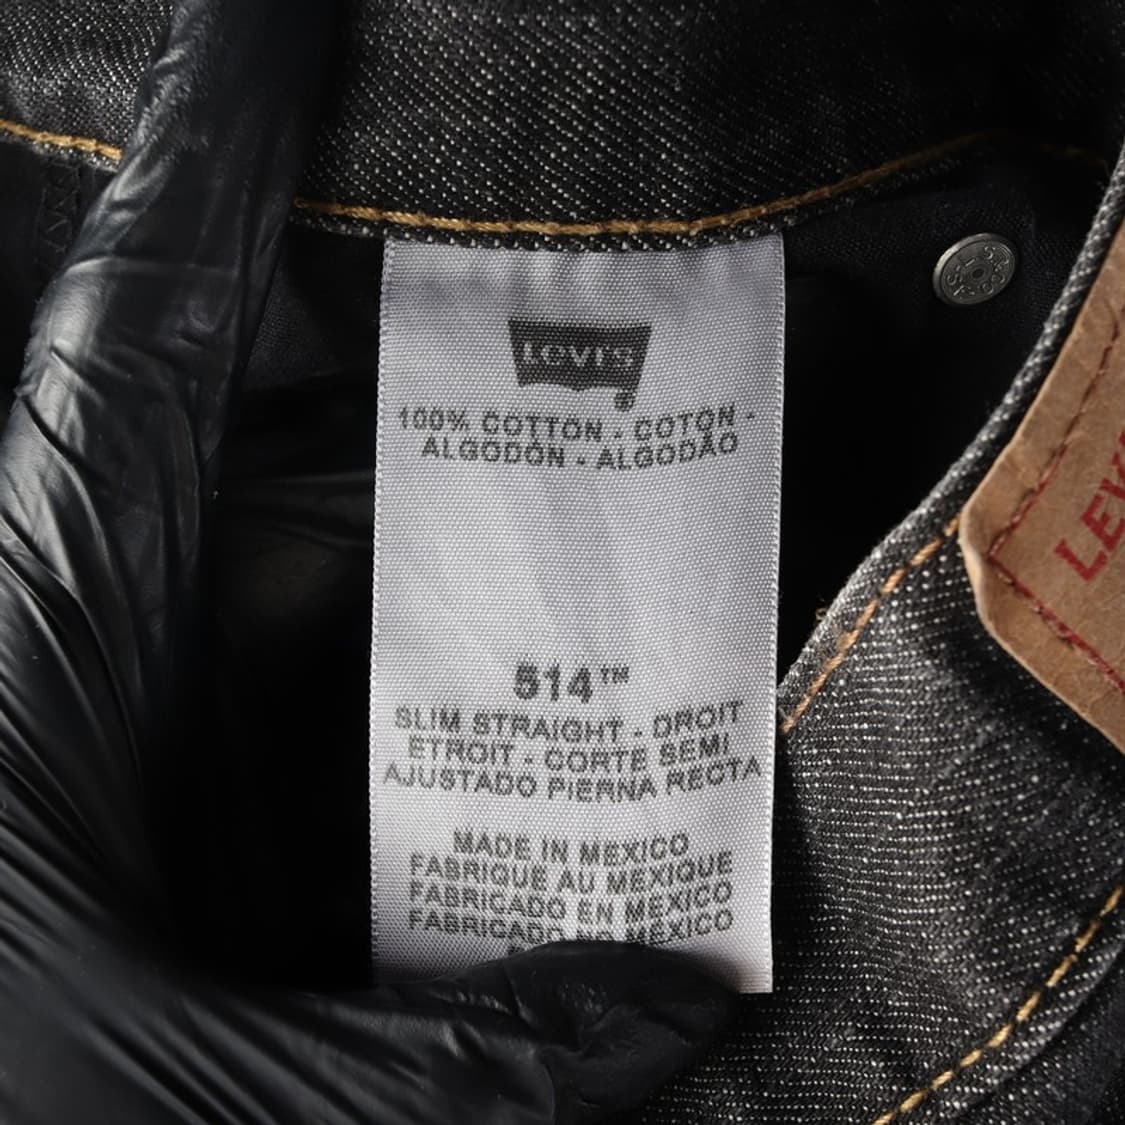 LEVI'S
100% COTTON - COTON -
ALGODÓN - ALGODÃO
514™
SLIM STRAIGHT - DROIT
ETROIT - CORTE SEMI
AJUSTADO PIERNA RECTA
MADE IN MEXICO
FABRIQUE AU MEXIQUE
FABRICADO EN MEXICO
FABRICADO NO MÉXICO